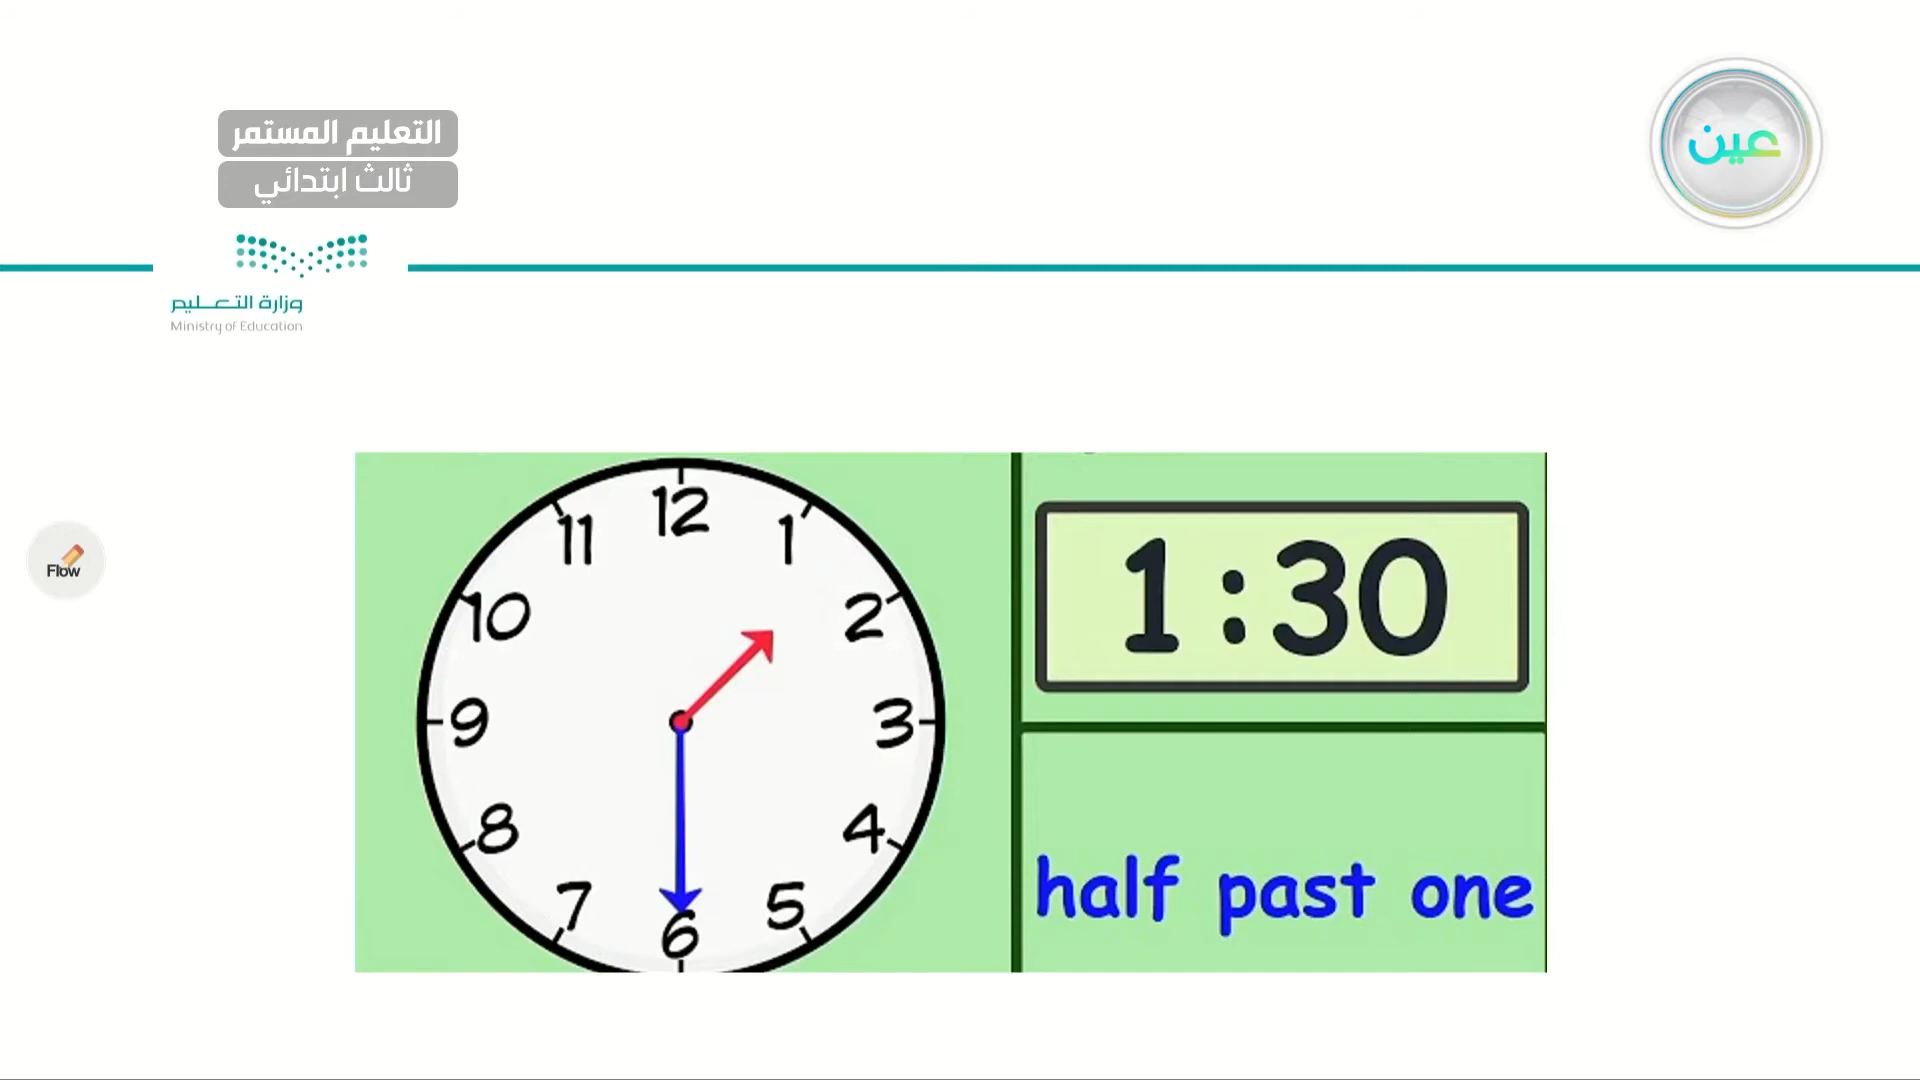 التعليم المستمر
ثالث ابتدائي
عين
وزارة التعليم
Ministry of Education
Flow
12
11
1
10
2
9
3
8
4
7
5
6
1:30
half past one